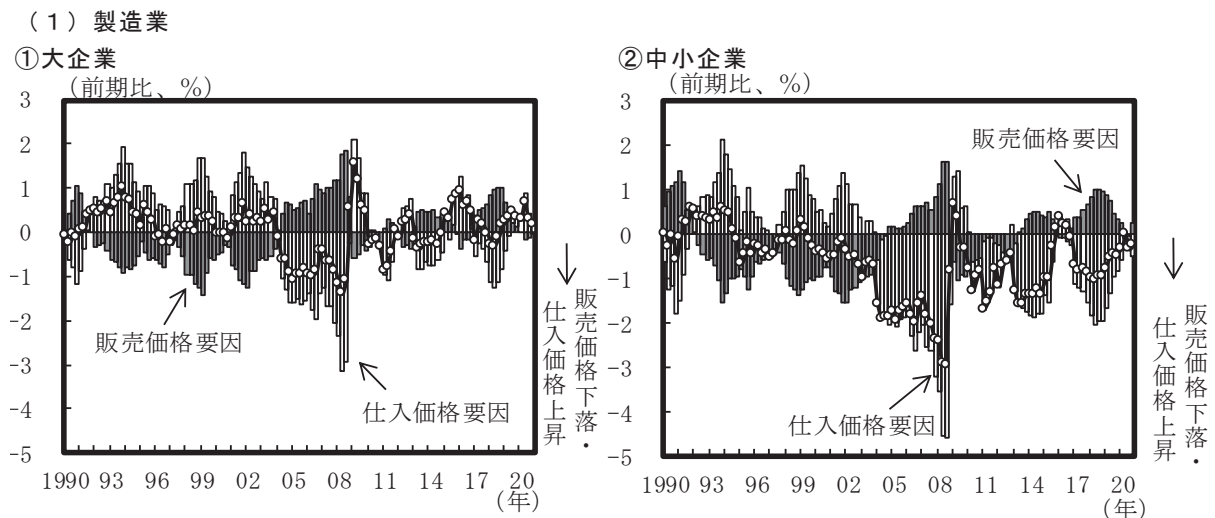 （１）製造業
①大企業
（前期比、％）
3
2
1
0
-1
-2
-3
-4
-5
1990 93 96 99 02 05 08 11 14 17 20
（年）
販売価格要因
仕入価格要因
販売価格下落・
仕入価格上昇
②中小企業
（前期比、％）
3
2
1
0
-1
-2
-3
-4
-5
1990 93 96 99 02 05 08 11 14 17 20
（年）
販売価格要因
仕入価格要因
販売価格下落・
仕入価格上昇